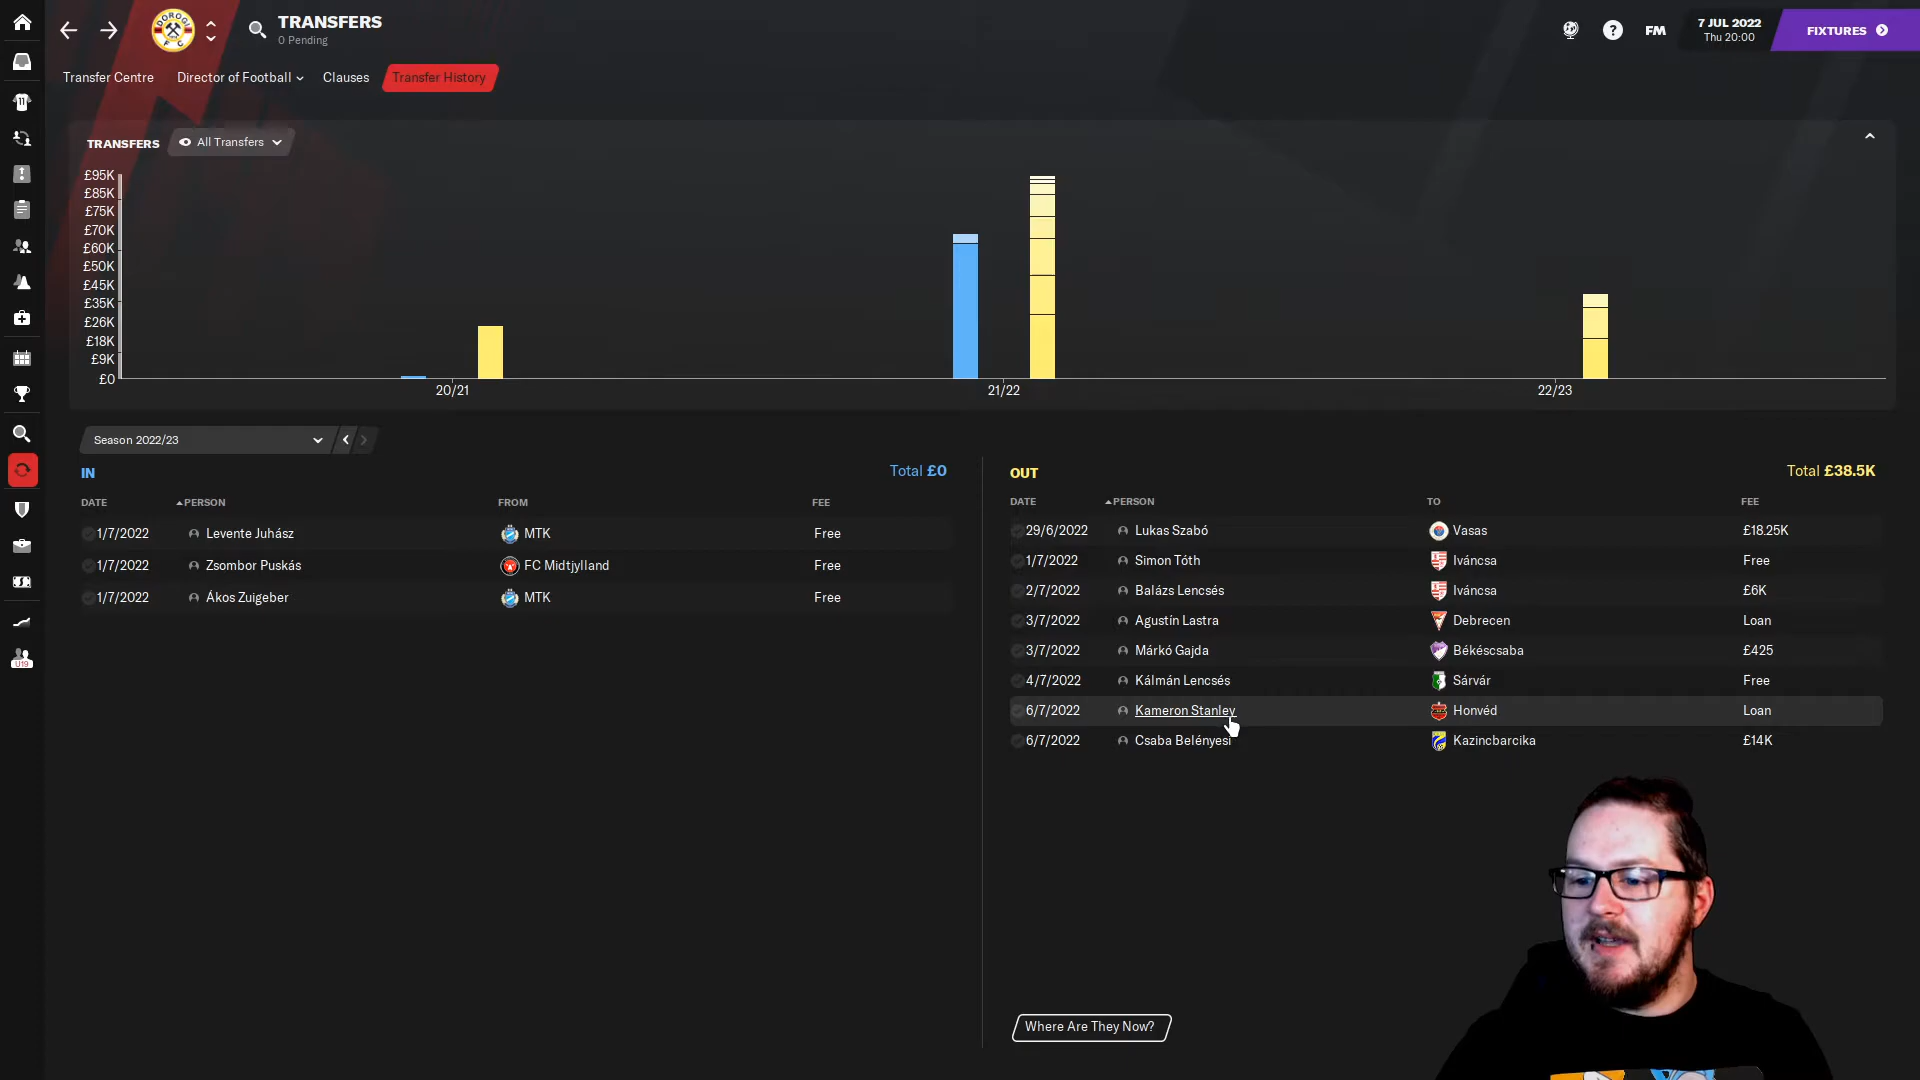 TRANSFERS
0 Pending
FM
7 JUL 2022
Thu 20:00
FIXTURES
Transfer Centre
Director of Football
Clauses
Transfer History
TRANSFERS
All Transfers
£95K
£85K
£75K
£70K
£60K
£50K
£45K
£35K
£26K
£18K
£9K
£0
20/21
21/22
22/23
Season 2022/23
IN
Total £0
DATE PERSON FROM FEE
1/7/2022 Levente Juhász MTK Free
1/7/2022 Zsombor Puskás FC Midtjylland Free
1/7/2022 Ákos Zuigeber MTK Free
OUT
Total £38.5K
DATE PERSON TO FEE
29/6/2022 Lukas Szabó Vasas £18.25K
1/7/2022 Simon Tóth Iváncsa Free
2/7/2022 Balázs Lencsés Iváncsa £6K
3/7/2022 Agustín Lastra Debrecen Loan
3/7/2022 Márkó Gajda Békéscsaba £425
4/7/2022 Kálmán Lencsés Sárvár Free
6/7/2022 Kameron Stanley Honvéd Loan
6/7/2022 Csaba Belényesi Kazincbarcika £14K
Where Are They Now?
DOROGI
FC
U19